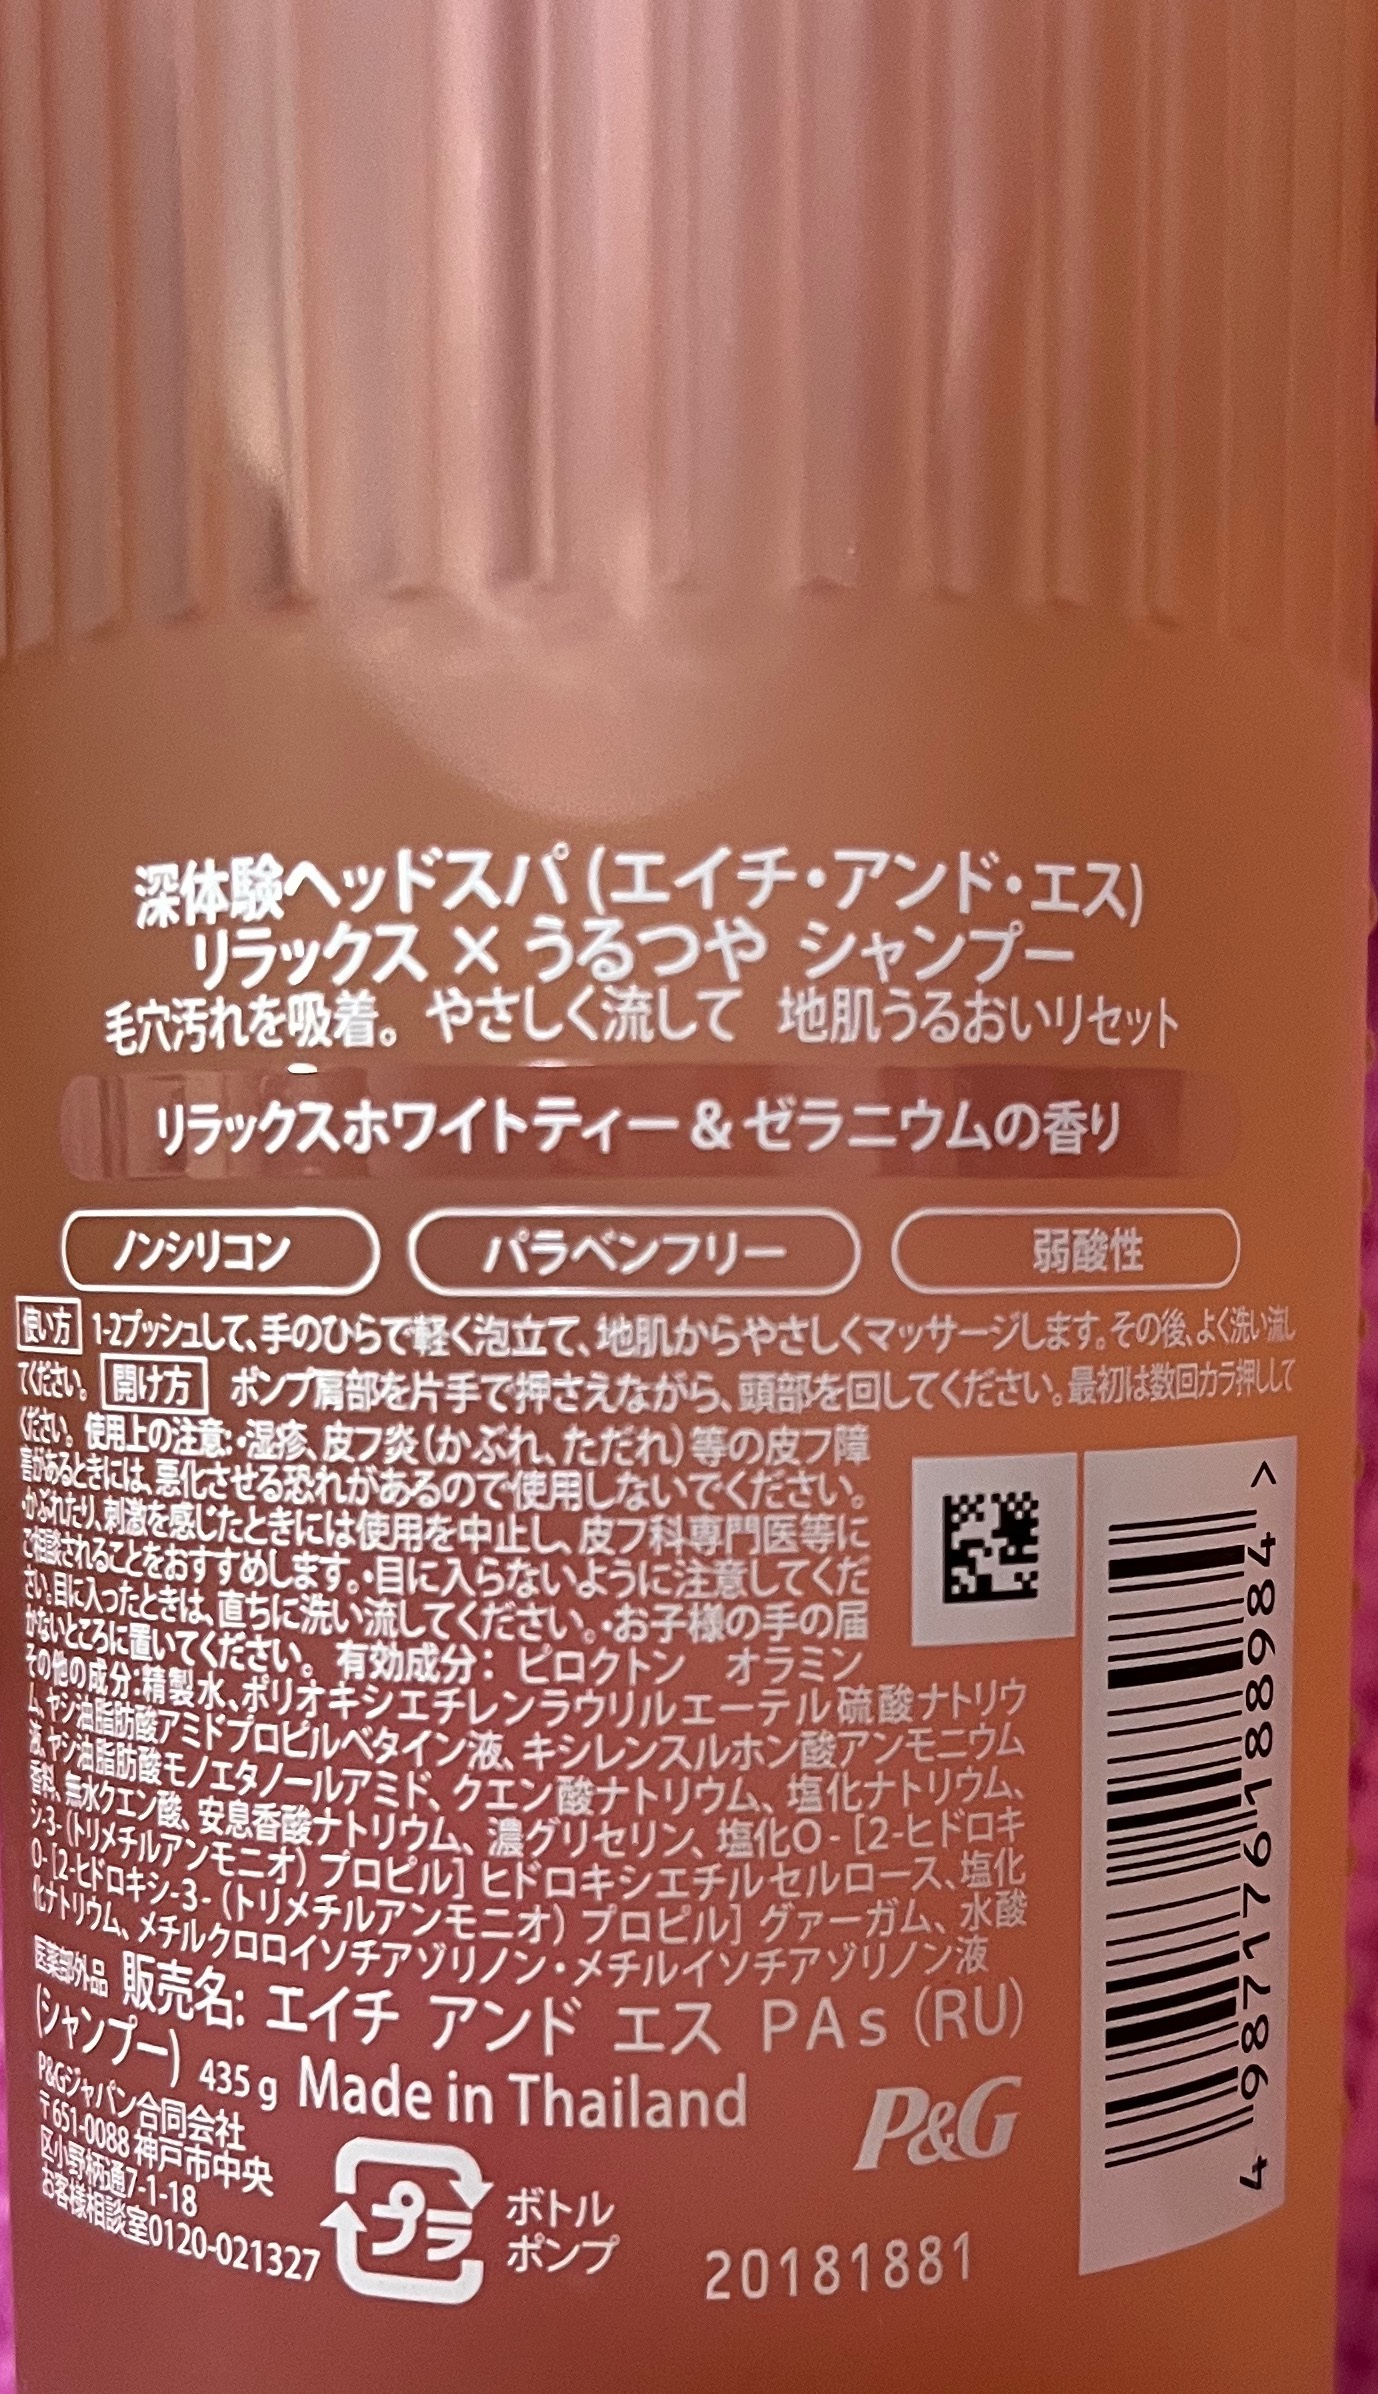 深体験ヘッドスパ (エイチ・アンド・エス)
リラックス × うるつや シャンプー
毛穴汚れを吸着。やさしく流して 地肌うるおいリセット
リラックスホワイトティー & ゼラニウムの香り
ノンシリコン パラベンフリー 弱酸性
使い方 1-2プッシュして、手のひらで軽く泡立て、地肌からやさしくマッサージします。その後、よく洗い流し
てください。 開け方 ポンプ肩部を片手で押さえながら、頭部を回してください。最初は数回カラ押しして
ください。 使用上の注意:・湿疹、皮フ炎(かぶれ、ただれ)等の皮フ障
害があるときには、悪化させる恐れがあるので使用しないでください。
・かぶれたり、刺激を感じたときには使用を中止し、皮フ科専門医等に
ご相談されることをおすすめします。・目に入らないように注意してくだ
さい。目に入ったときは、直ちに洗い流してください。・お子様の手の届
かないところに置いてください。 有効成分: ピロクトン オラミン
その他の成分:精製水、ポリオキシエチレンラウリルエーテル硫酸ナトリウ
ム、ヤシ油脂肪酸アミドプロピルベタイン液、キシレンスルホン酸アンモニウム
液、ヤシ油脂肪酸モノエタノールアミド、クエン酸ナトリウム、塩化ナトリウム、
香料、無水クエン酸、安息香酸ナトリウム、濃グリセリン、塩化O-[2-ヒドロキ
シ-3-(トリメチルアンモニオ)プロピル]ヒドロキシエチルセルロース、塩化
O-[2-ヒドロキシ-3-(トリメチルアンモニオ)プロピル]グァーガム、水酸
化ナトリウム、メチルクロロイソチアゾリノン・メチルイソチアゾリノン液
医薬部外品 販売名: エイチ アンド エス PAs (RU)
(シャンプー) 435g Made in Thailand
P&Gジャパン合同会社
〒651-0088 神戸市中央
区小野柄通7-1-18
お客様相談室0120-021327
プラ
ボトル
ポンプ
P&G
20181881
4 987176 198868 4 >